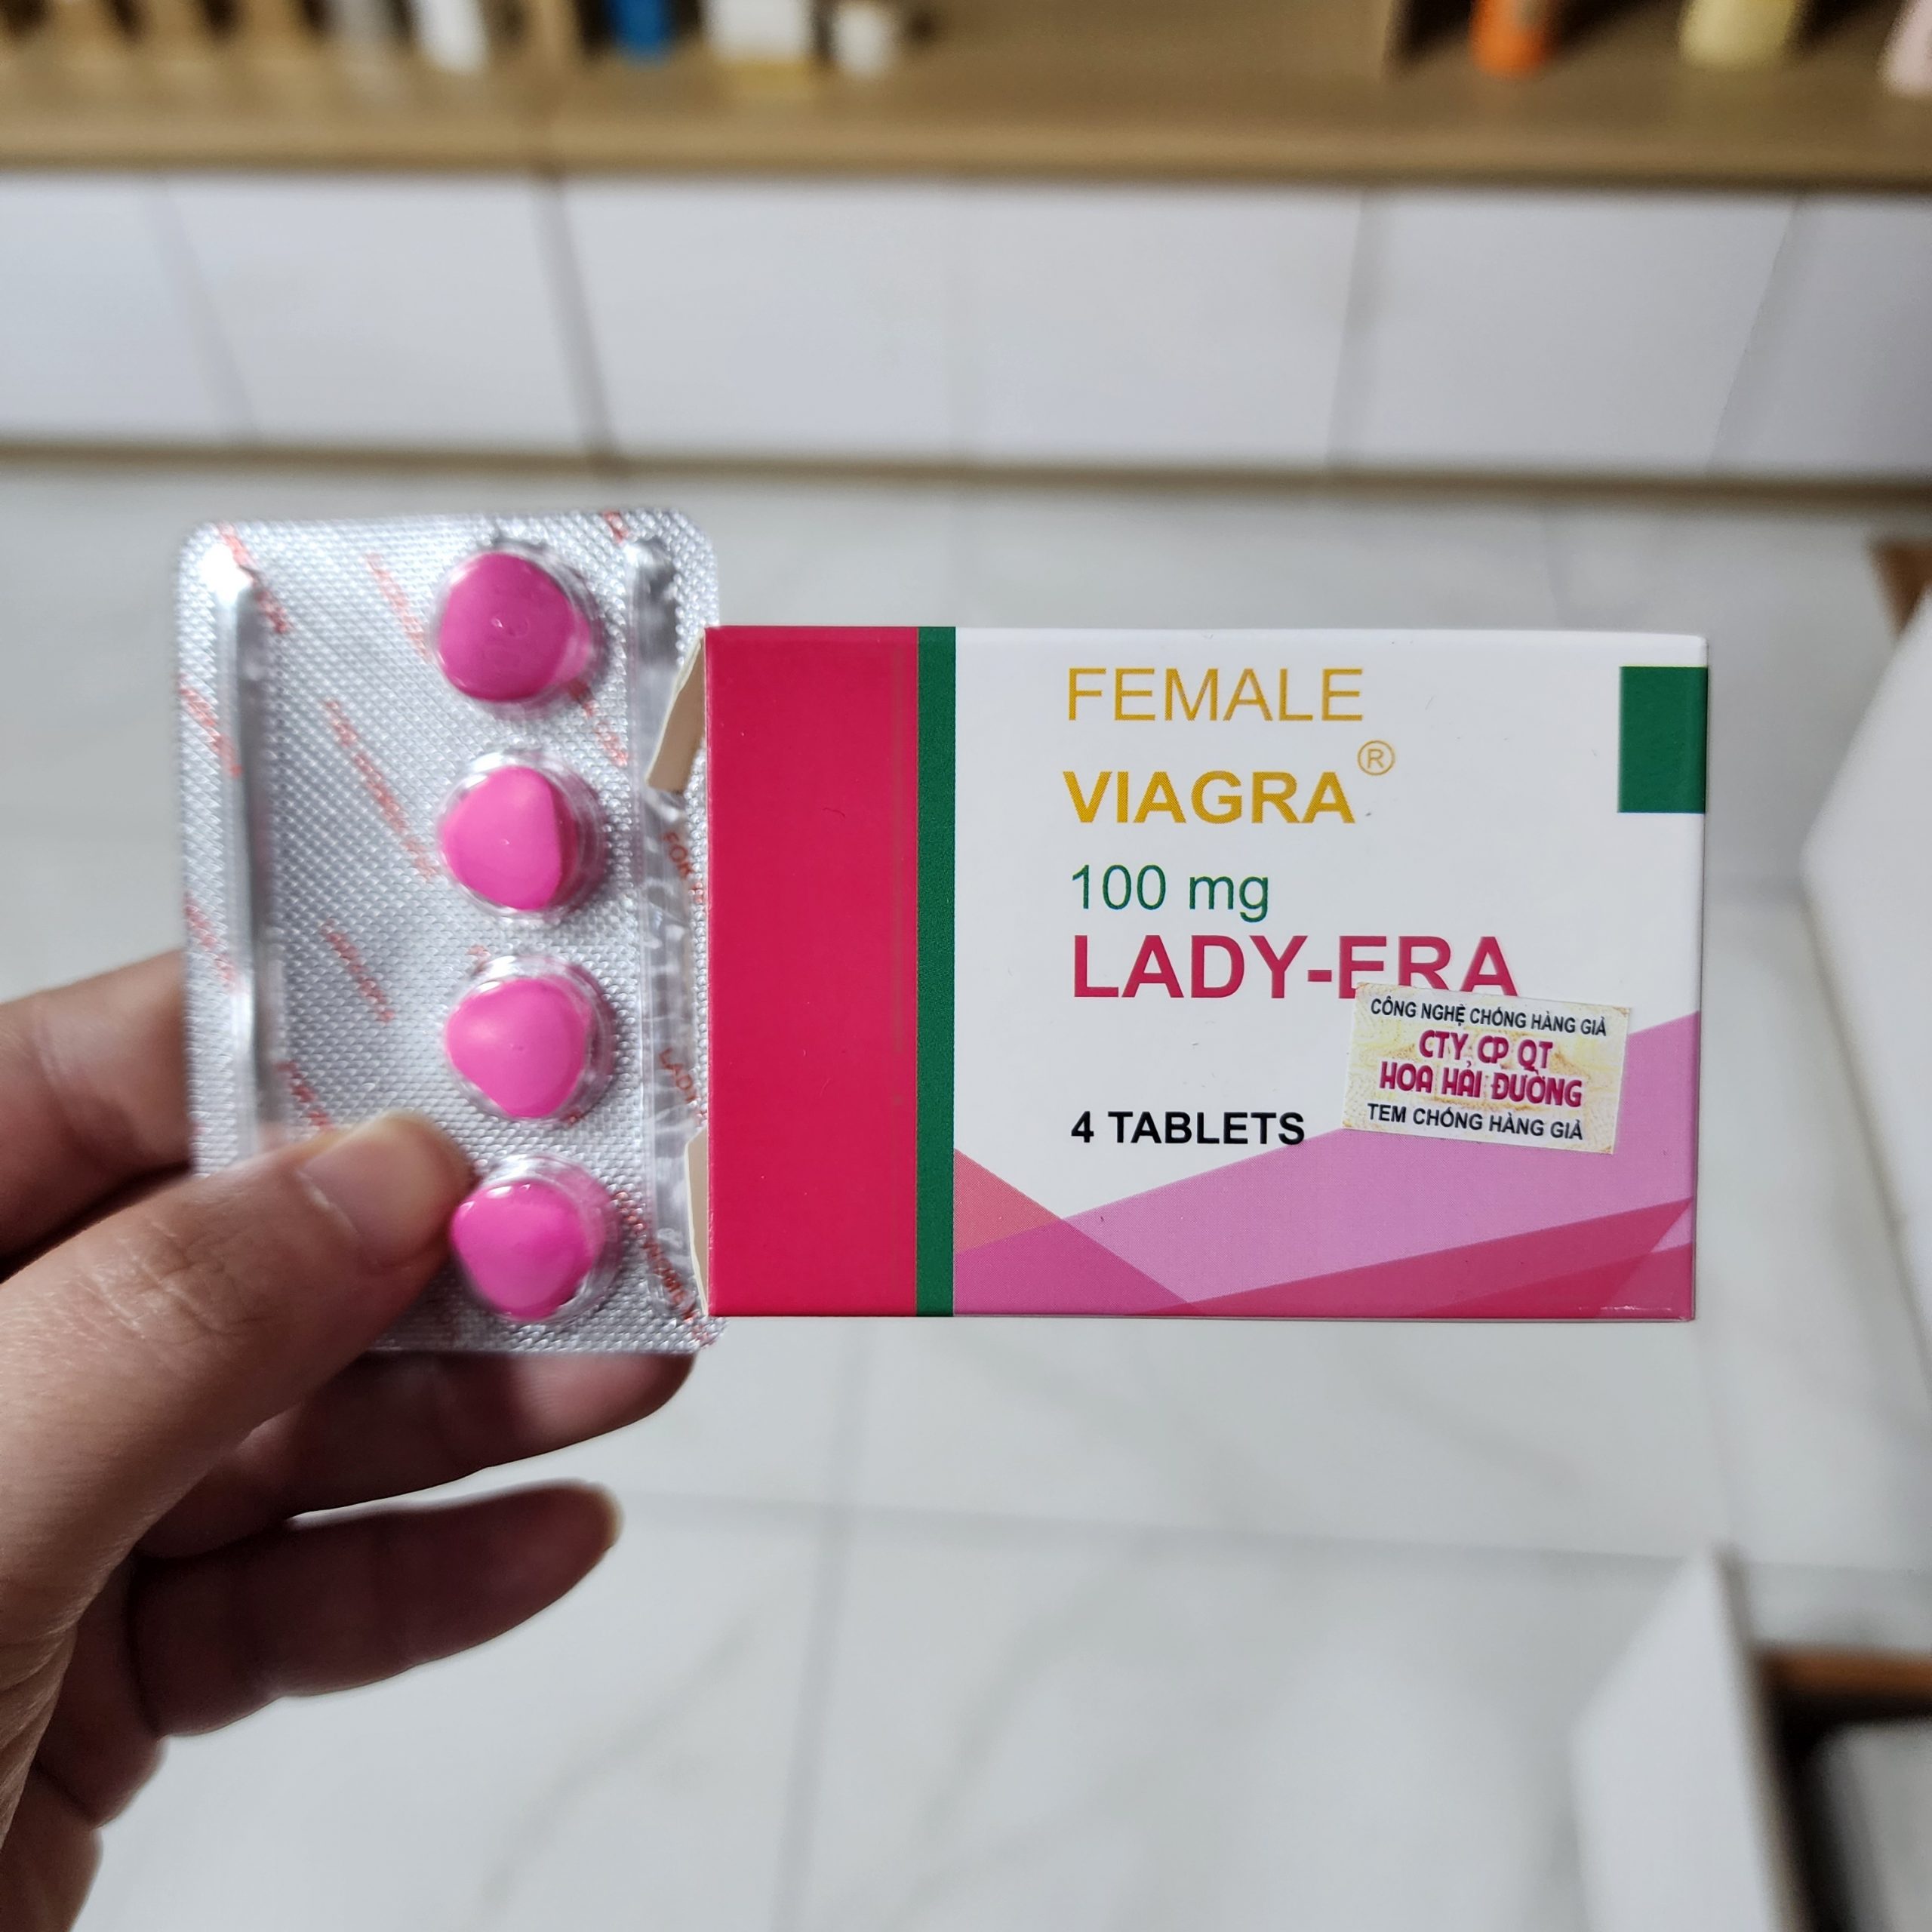 FEMALE
VIAGRA®
100 mg
LADY-ERA
CÔNG NGHỆ CHỐNG HÀNG GIẢ
CTY CP QT
HOA HẢI ĐƯỜNG
TEM CHỐNG HÀNG GIẢ
4 TABLETS